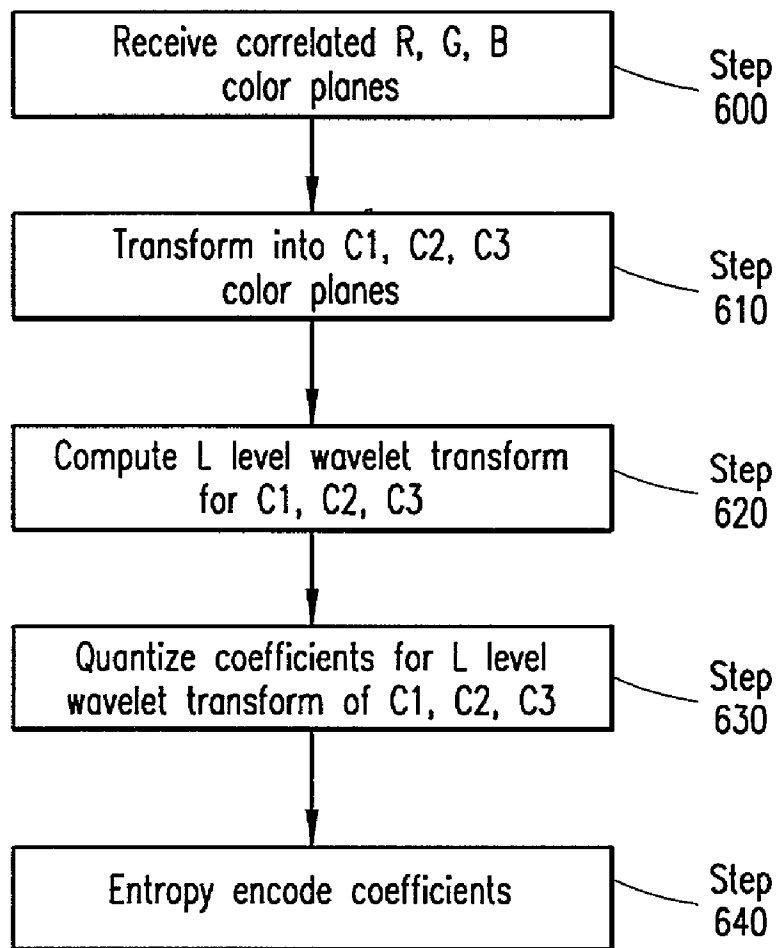 Receive correlated R, G, B
color planes
Step
600
Transform into C1, C2, C3
color planes
Step
610
Compute L level wavelet transform
for C1, C2, C3
Step
620
Quantize coefficients for L level
wavelet transform of C1, C2, C3
Step
630
Entropy encode coefficients
Step
640